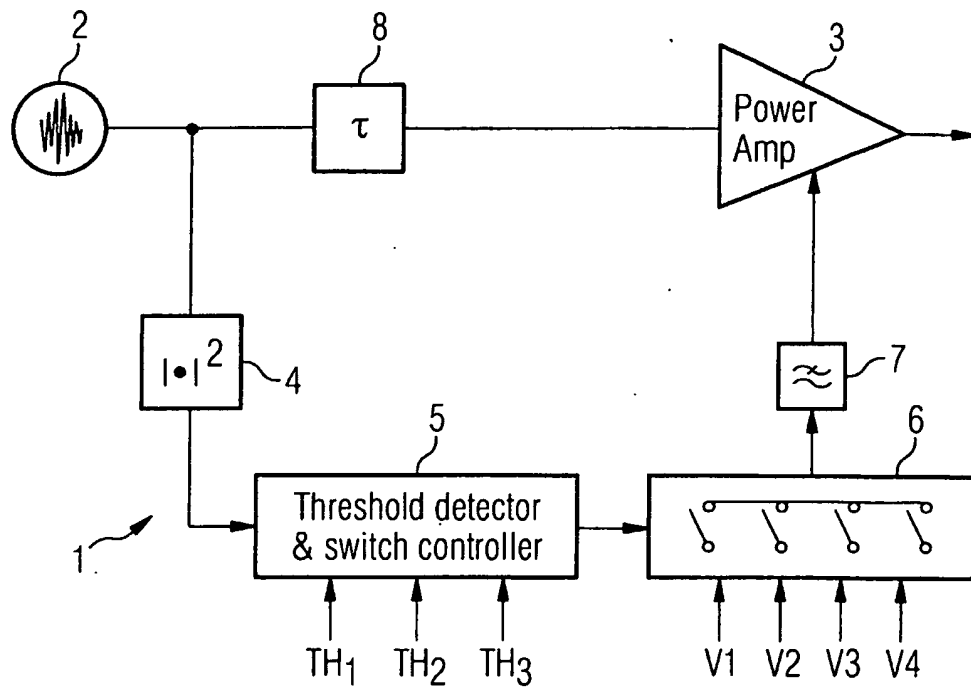 2
8
3
τ
Power
Amp
|•|²
4
7
5
6
Threshold detector
& switch controller
1
TH₁ TH₂ TH₃
V1 V2 V3 V4